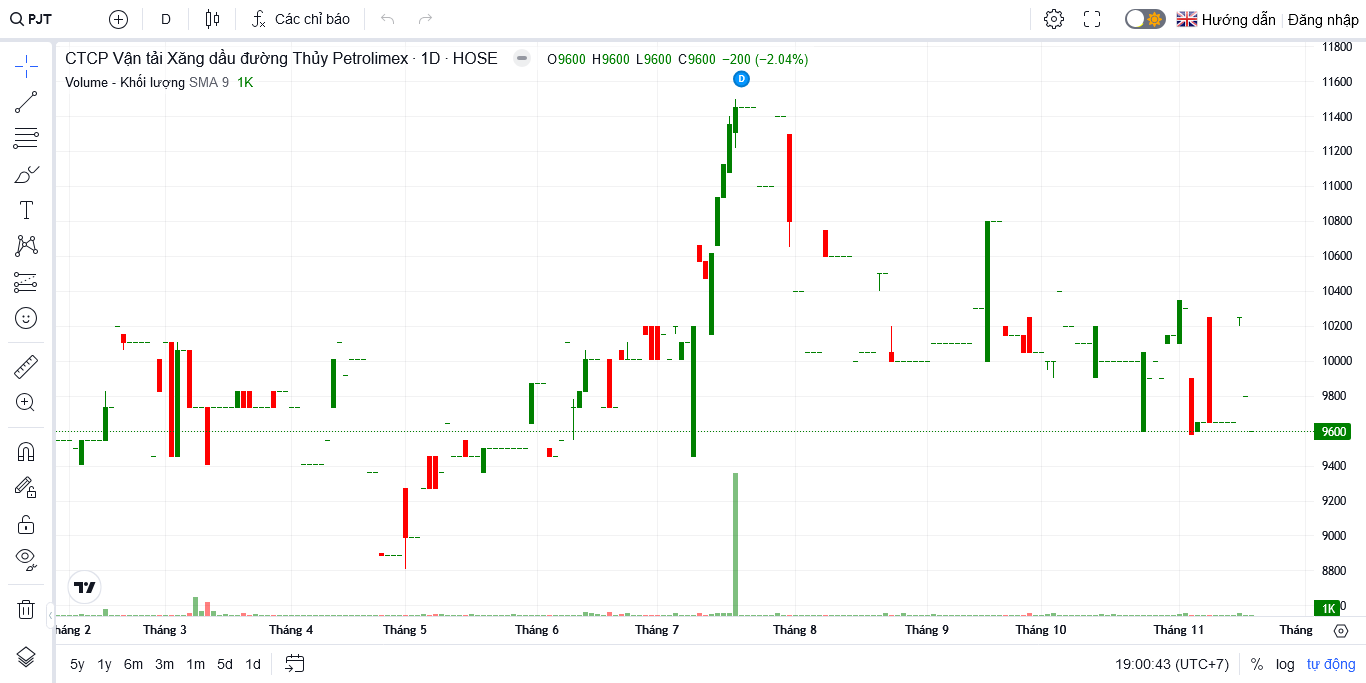 PJT D Các chỉ báo Hướng dẫn Đăng nhập
CTCP Vận tải Xăng dầu đường Thủy Petrolimex · 1D · HOSE O9600 H9600 L9600 C9600 −200 (−2.04%)
Volume - Khối lượng SMA 9 1K
D
11800
11600
11400
11200
11000
10800
10600
10400
10200
10000
9800
9600
9400
9200
9000
8800
1K
Tháng 3 Tháng 4 Tháng 5 Tháng 6 Tháng 7 Tháng 8 Tháng 9 Tháng 10 Tháng 11 Tháng
5y 1y 6m 3m 1m 5d 1d 19:00:43 (UTC+7) % log tự động